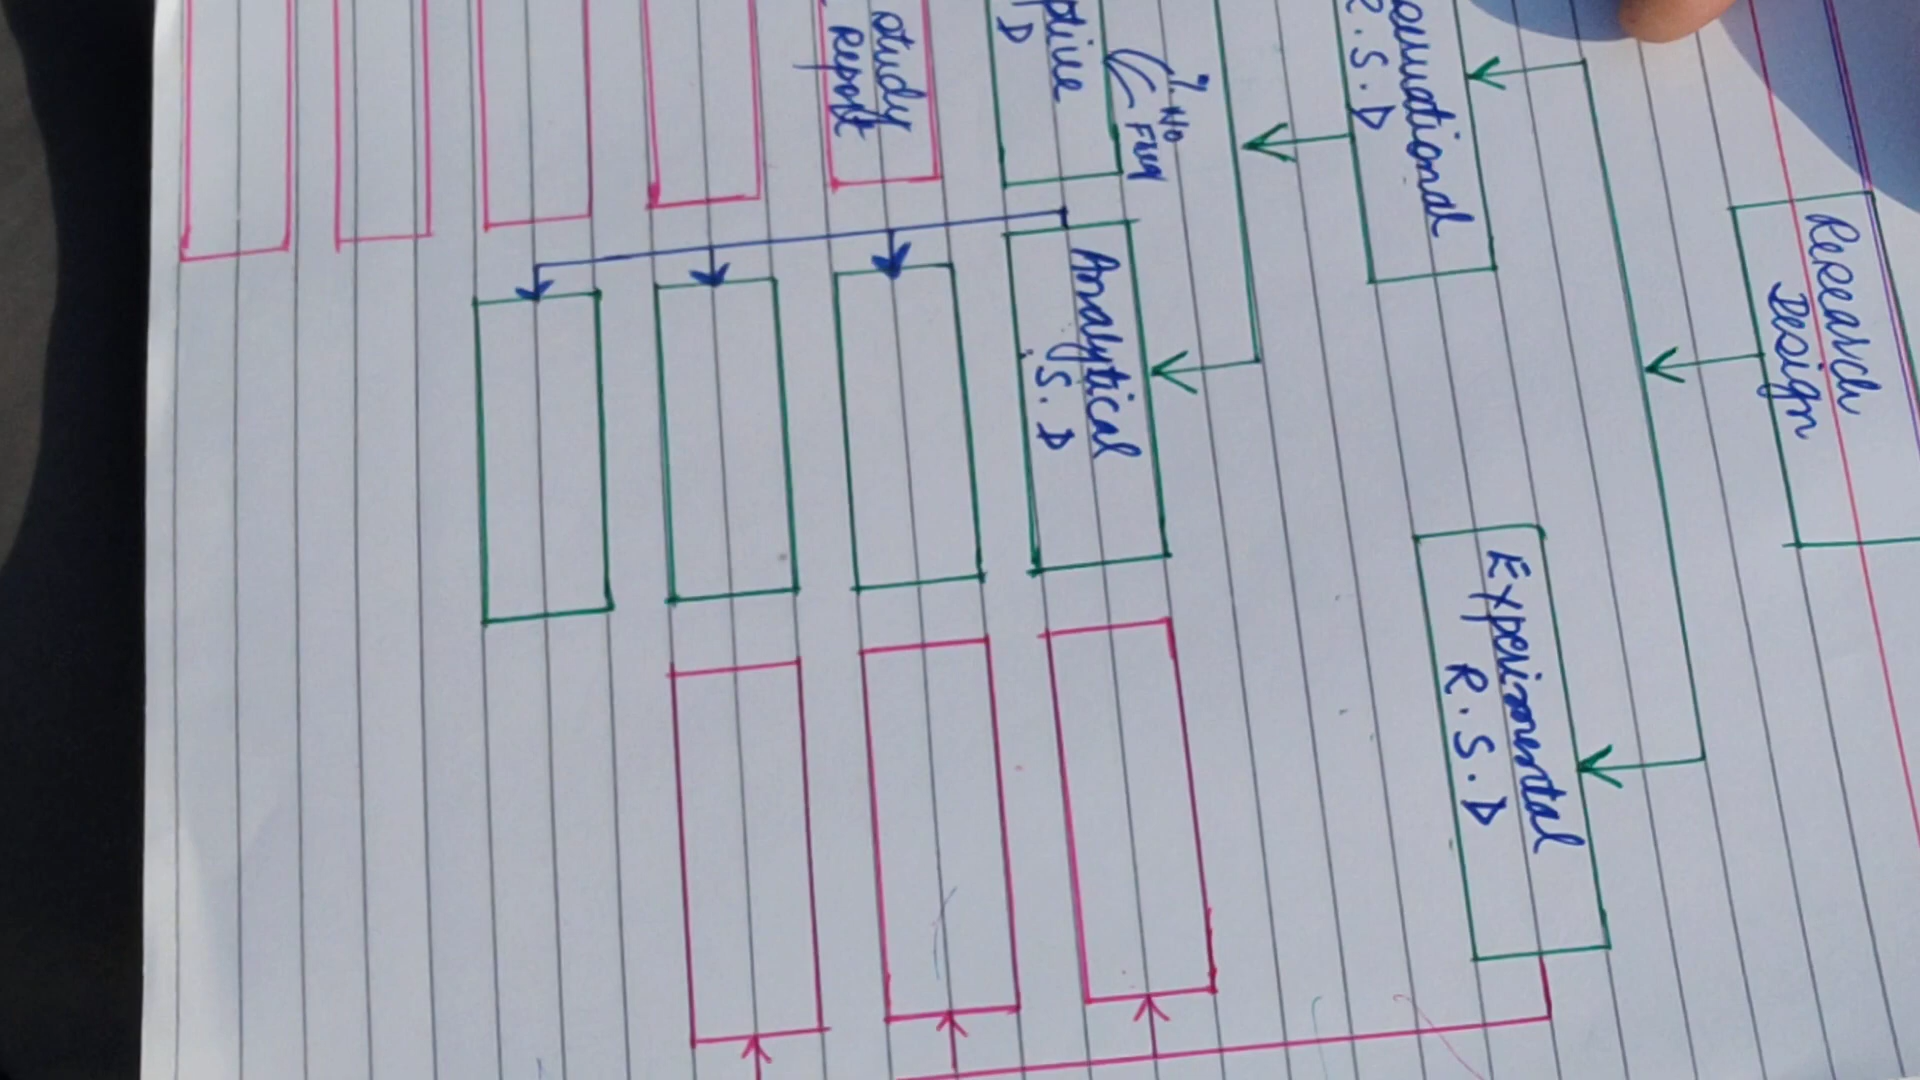 Research
Design
Experimental
R.S.D
S.D
Analytical
S.D
% No
Freq
D
study
Report